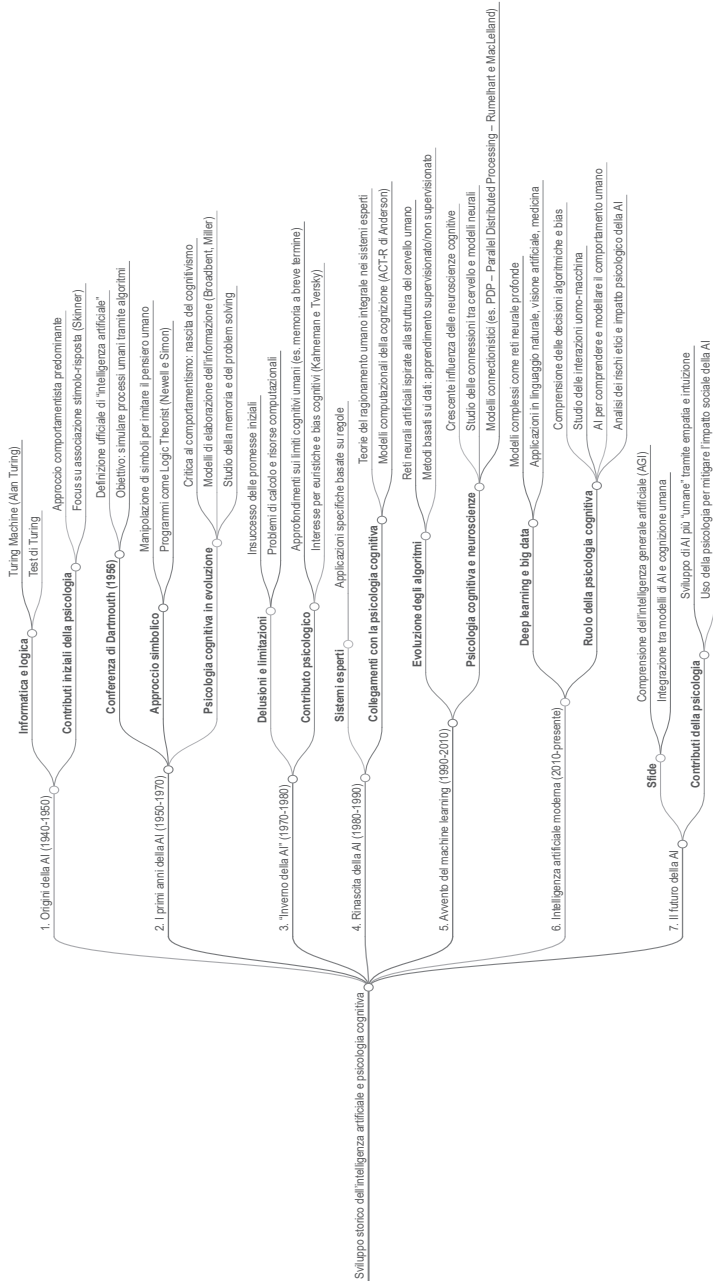 Sviluppo storico dell'intelligenza artificiale e psicologia cognitiva
1. Origini della AI (1940-1950)
Informatica e logica
Turing Machine (Alan Turing)
Test di Turing
Contributi iniziali della psicologia
Approccio comportamentista predominante
Focus su associazione stimolo-risposta (Skinner)
2. I primi anni della AI (1950-1970)
Conferenza di Dartmouth (1956)
Definizione ufficiale di "intelligenza artificiale"
Obiettivo: simulare processi umani tramite algoritmi
Approccio simbolico
Manipolazione di simboli per imitare il pensiero umano
Programmi come Logic Theorist (Newell e Simon)
Psicologia cognitiva in evoluzione
Critica al comportamentismo: nascita del cognitivismo
Modelli di elaborazione dell'informazione (Broadbent, Miller)
Studio della memoria e del problem solving
3. "Inverno della AI" (1970-1980)
Delusioni e limitazioni
Insuccesso delle promesse iniziali
Problemi di calcolo e risorse computazionali
Contributo psicologico
Approfondimenti sui limiti cognitivi umani (es. memoria a breve termine)
Interesse per euristiche e bias cognitivi (Kahneman e Tversky)
4. Rinascita della AI (1980-1990)
Sistemi esperti
Applicazioni specifiche basate su regole
Collegamenti con la psicologia cognitiva
Teorie del ragionamento umano integrate nei sistemi esperti
Modelli computazionali della cognizione (ACT-R di Anderson)
5. Avvento del machine learning (1990-2010)
Evoluzione degli algoritmi
Reti neurali artificiali ispirate alla struttura del cervello umano
Metodi basati sui dati: apprendimento supervisionato/non supervisionato
Psicologia cognitiva e neuroscienze
Crescente influenza delle neuroscienze cognitive
Studio delle connessioni tra cervello e modelli neurali
Modelli connectionistici (es. PDP – Parallel Distributed Processing – Rumelhart e MacLelland)
6. Intelligenza artificiale moderna (2010-presente)
Deep learning e big data
Modelli complessi come reti neurale profonde
Applicazioni in linguaggio naturale, visione artificiale, medicina
Ruolo della psicologia cognitiva
Comprensione delle decisioni algoritmiche e bias
Studio delle interazioni uomo-macchina
AI per comprendere e modellare il comportamento umano
Analisi dei rischi etici e impatto psicologico della AI
7. Il futuro della AI
Sfide
Comprensione dell'intelligenza generale artificiale (AGI)
Integrazione tra modelli di AI e cognizione umana
Contributi della psicologia
Sviluppo di AI più "umane" tramite empatia e intuizione
Uso della psicologia per mitigare l'impatto sociale della AI